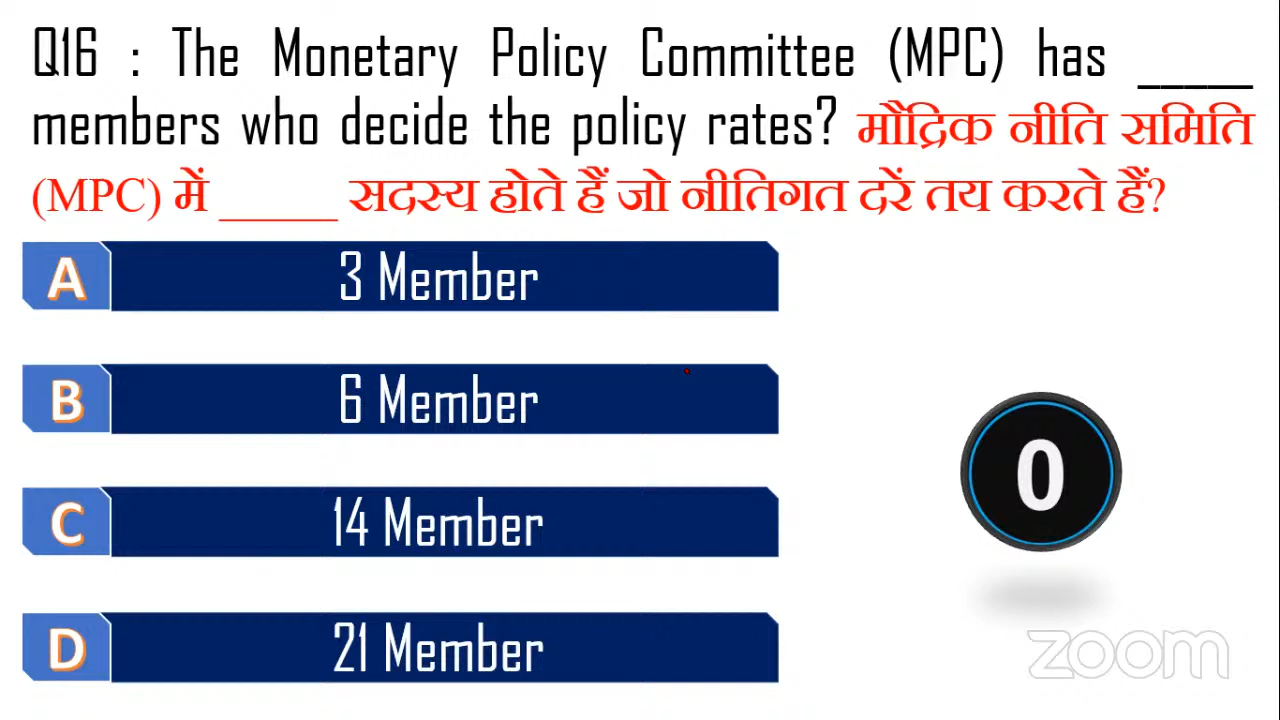 Q16 : The Monetary Policy Committee (MPC) has _____
members who decide the policy rates? मौद्रिक नीति समिति
(MPC) में _____ सदस्य होते हैं जो नीतिगत दरें तय करते हैं?
A 3 Member
B 6 Member
0
C 14 Member
D 21 Member
zoom